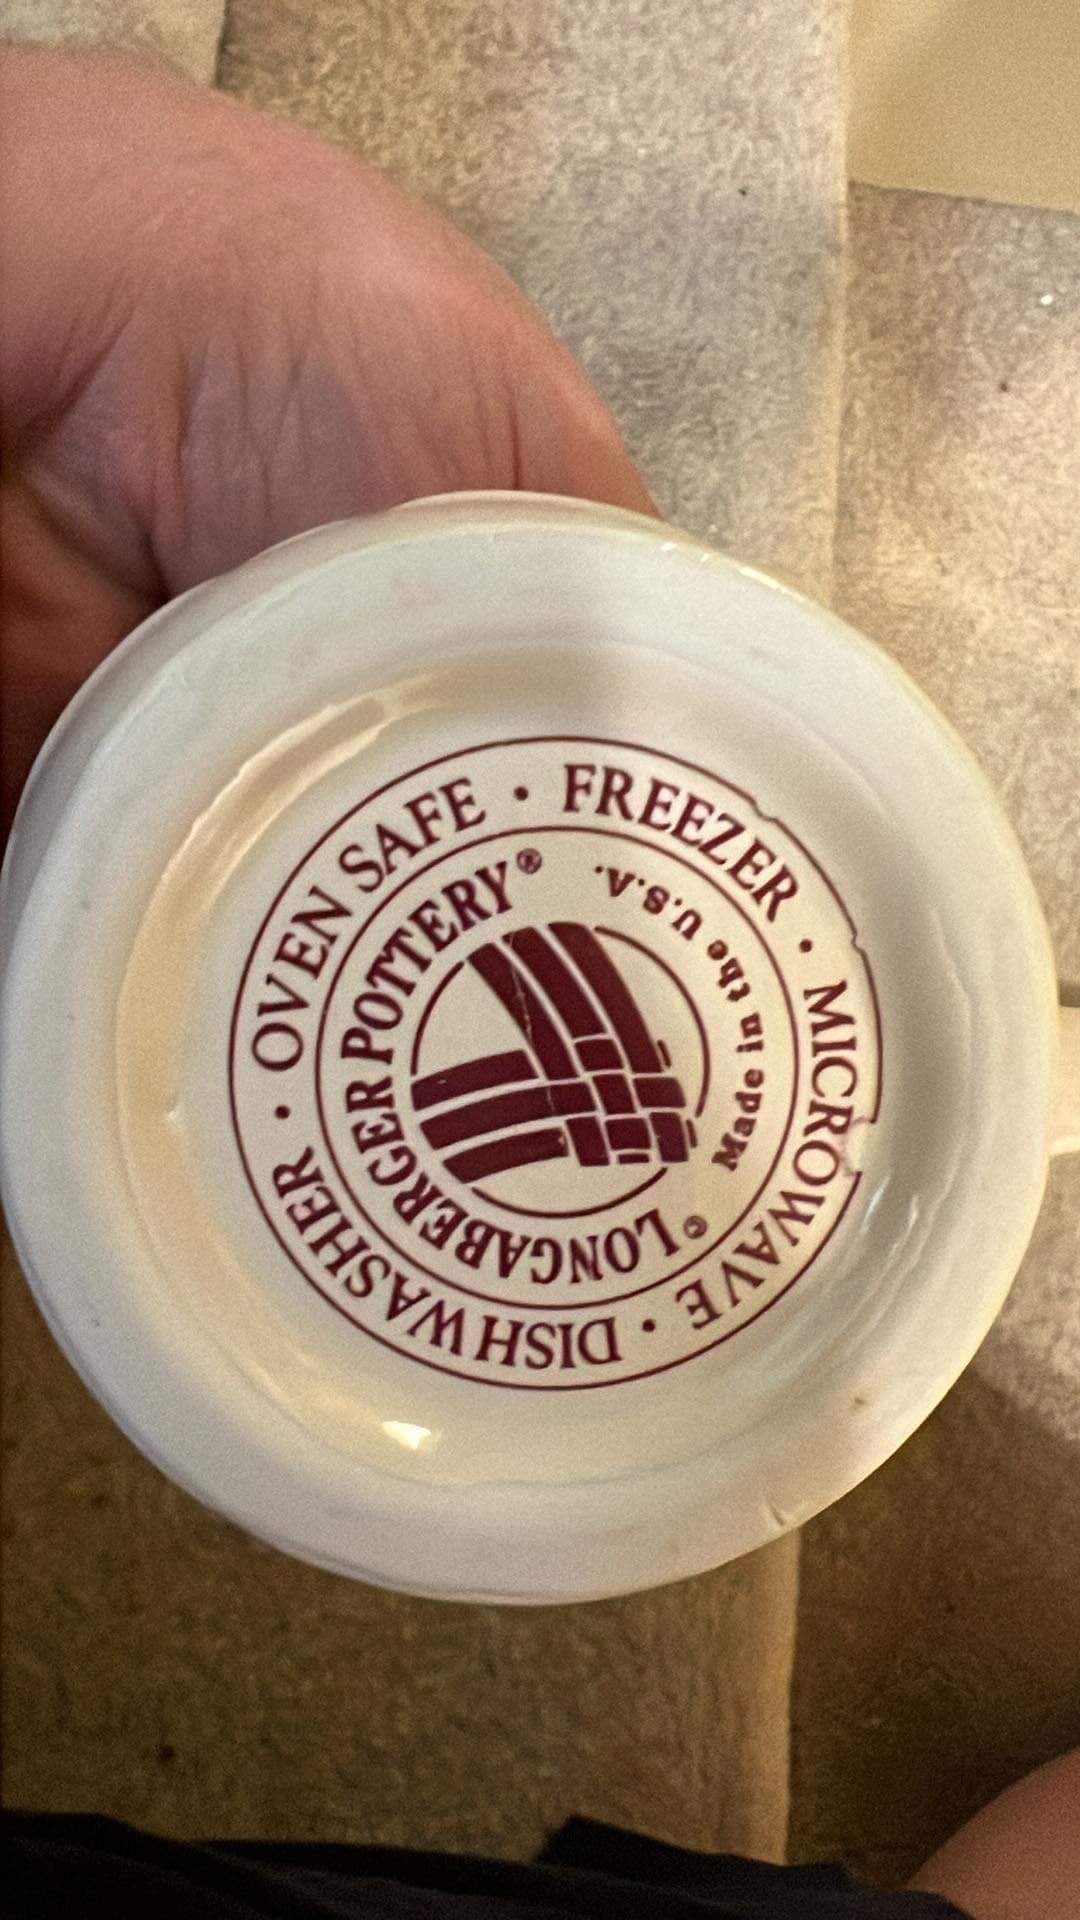 OVEN SAFE • FREEZER • MICROWAVE • DISHWASHER •
©LONGABERGER POTTERY®
Made in the U.S.A.